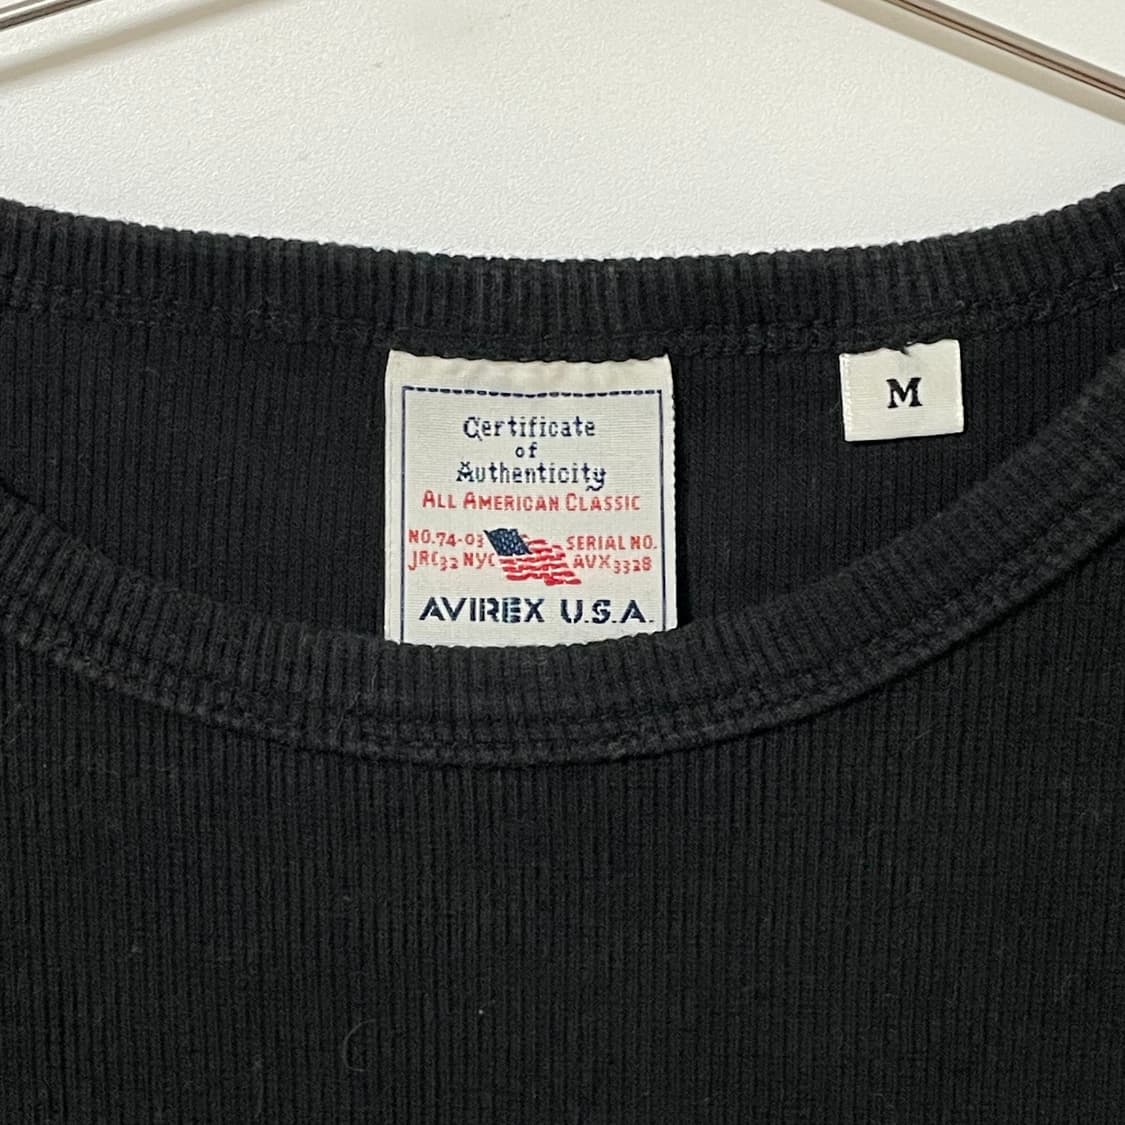 Certificate
of
Authenticity
ALL AMERICAN CLASSIC
NO.74-03 SERIAL NO.
JRC32 NYC AVX3328
AVIREX U.S.A.
M